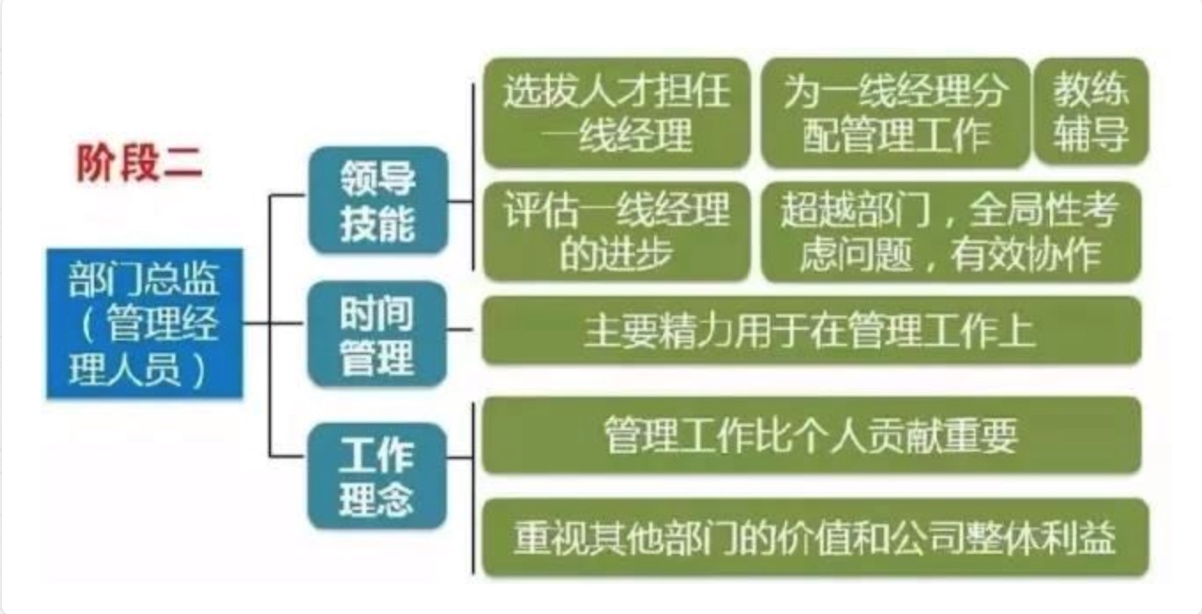 阶段二
部门总监
（管理经
理人员）
领导
技能
选拔人才担任
一线经理
为一线经理分
配管理工作
教练
辅导
评估一线经理
的进步
超越部门，全局性考
虑问题，有效协作
时间
管理
主要精力用于在管理工作上
工作
理念
管理工作比个人贡献重要
重视其他部门的价值和公司整体利益